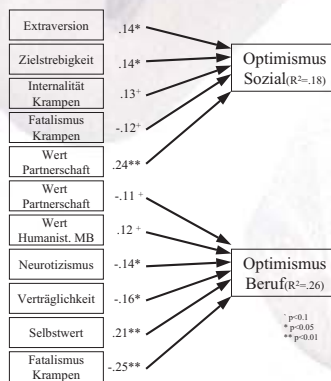 Extraversion .14*
Zielstrebigkeit .14*
Internalität
Krampen .13+
Fatalismus
Krampen -.12+
Wert
Partnerschaft .24**
Optimismus
Sozial(R²=.18)
Wert
Partnerschaft -.11 +
Wert
Humanist. MB .12 +
Neurotizismus -.14*
Verträglichkeit -.16*
Selbstwert .21**
Fatalismus
Krampen -.25**
Optimismus
Beruf(R²=.26)
p<0.1
* p<0.05
** p<0.01